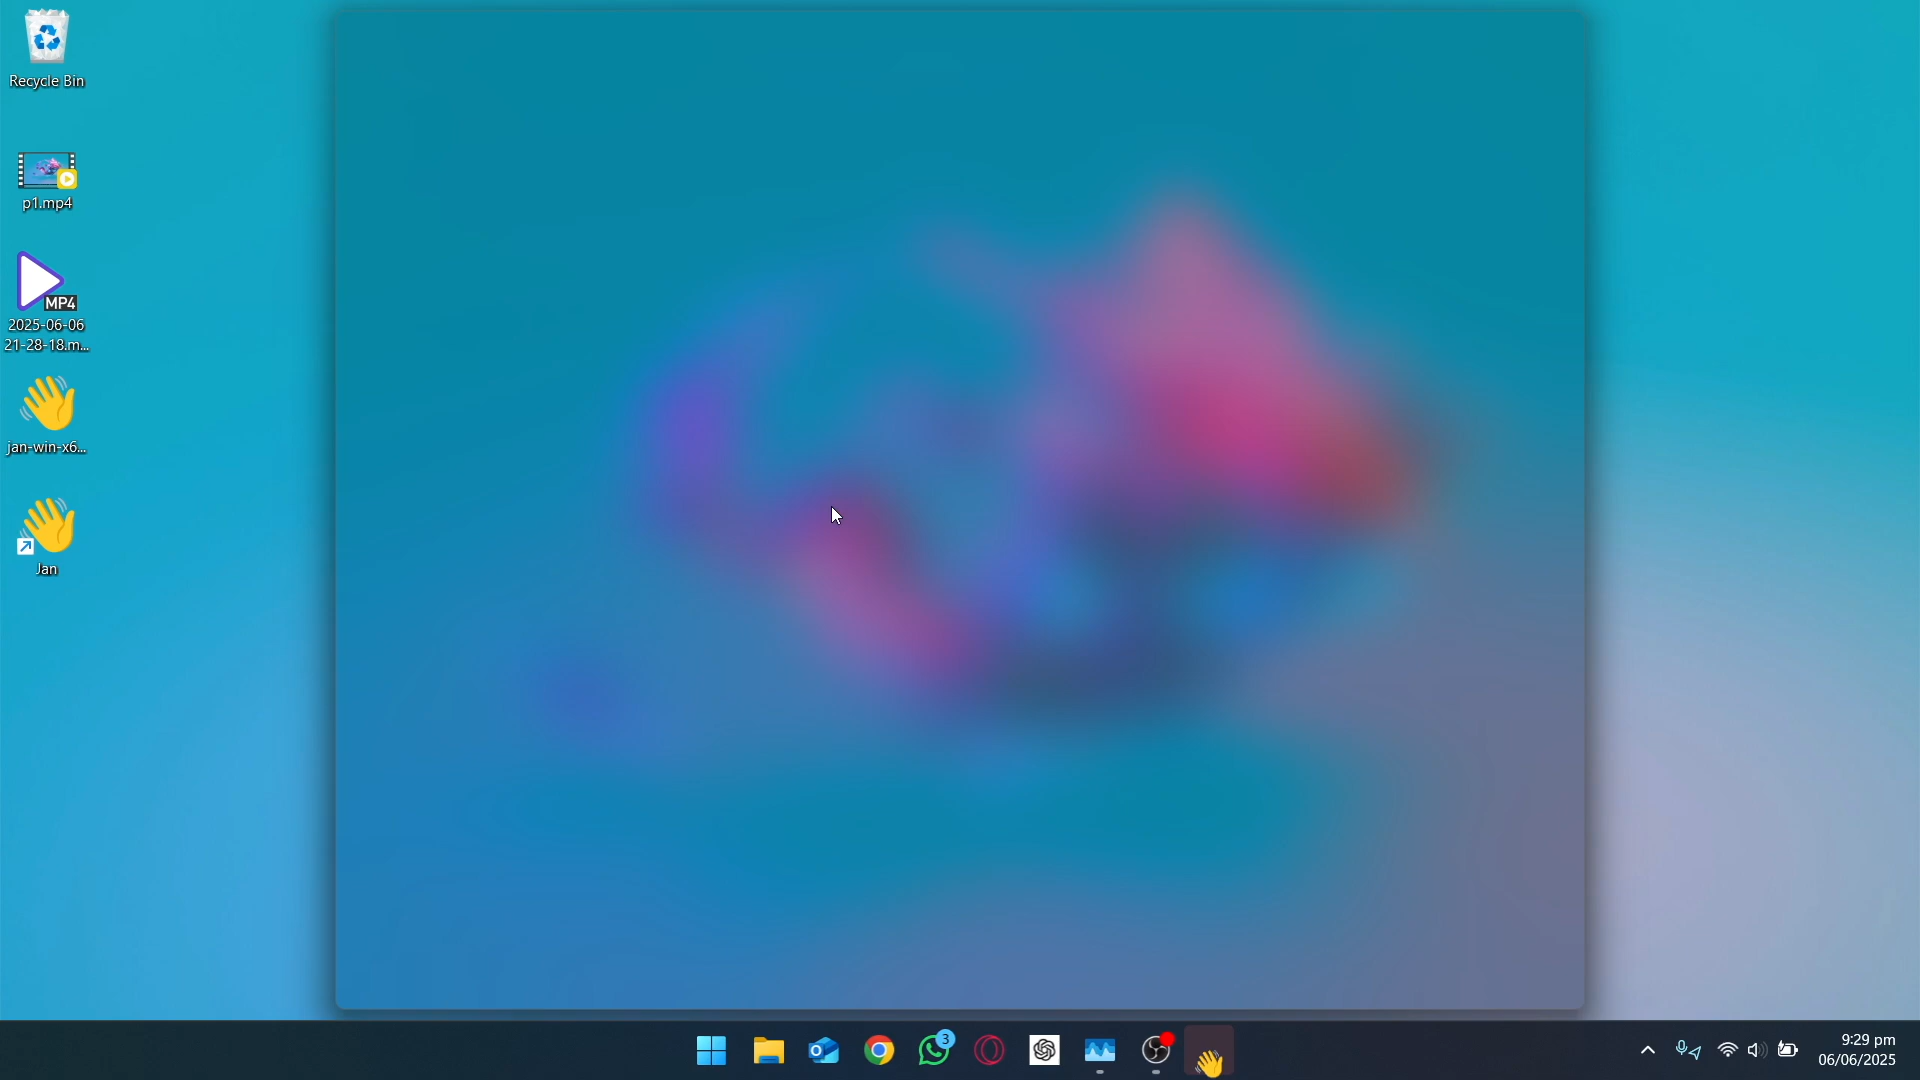 Recycle Bin
p1.mp4
MP4
2025-06-06
21-28-18.m...
jan-win-x6...
Jan
3
9:29 pm
06/06/2025